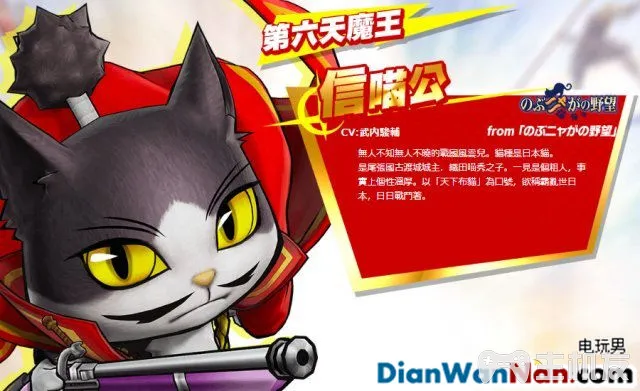 第六天魔王
信喵公
のぶニャがの野望
CV:武内駿輔
from「のぶニャがの野望」
無人不知無人不曉的戰國風雲兒。貓種是日本貓。
是尾張國古渡城城主．織田喵秀之子。一見是個粗人，事
實上個性溫厚。以「天下布貓」為口號，欲稱霸亂世日
本，日日戰鬥著。
电玩男
DianWanNan.com